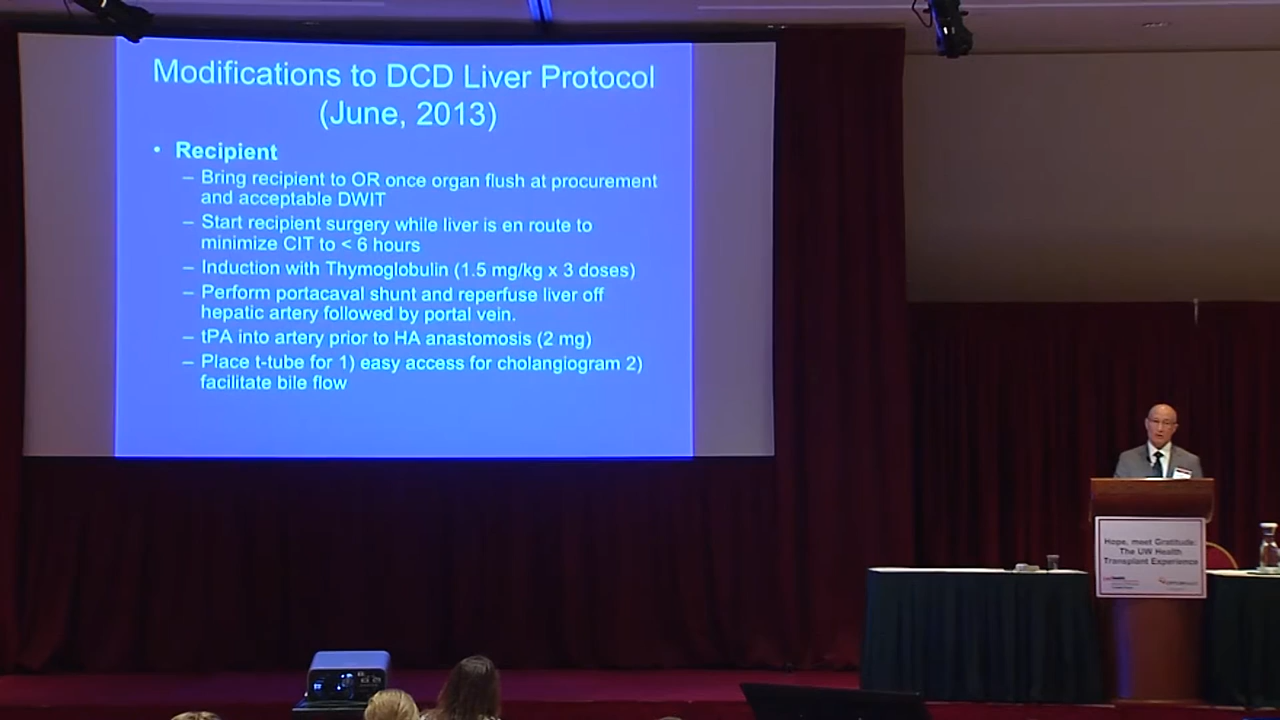 Modifications to DCD Liver Protocol
(June, 2013)
• Recipient
– Bring recipient to OR once organ flush at procurement
and acceptable DWIT
– Start recipient surgery while liver is en route to
minimize CIT to < 6 hours
– Induction with Thymoglobulin (1.5 mg/kg x 3 doses)
– Perform portacaval shunt and reperfuse liver off
hepatic artery followed by portal vein.
– tPA into artery prior to HA anastomosis (2 mg)
– Place t-tube for 1) easy access for cholangiogram 2)
facilitate bile flow
Hope, meet Gratitude:
The UW Health
Transplant Experience